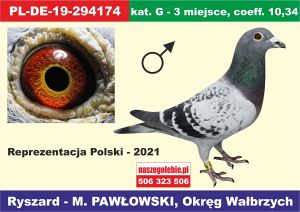 PL-DE-19-294174
kat. G - 3 miejsce, coeff. 10,34
Reprezentacja Polski - 2021
naszegolebie.pl
506 323 506
Ryszard - M. PAWŁOWSKI, Okręg Wałbrzych